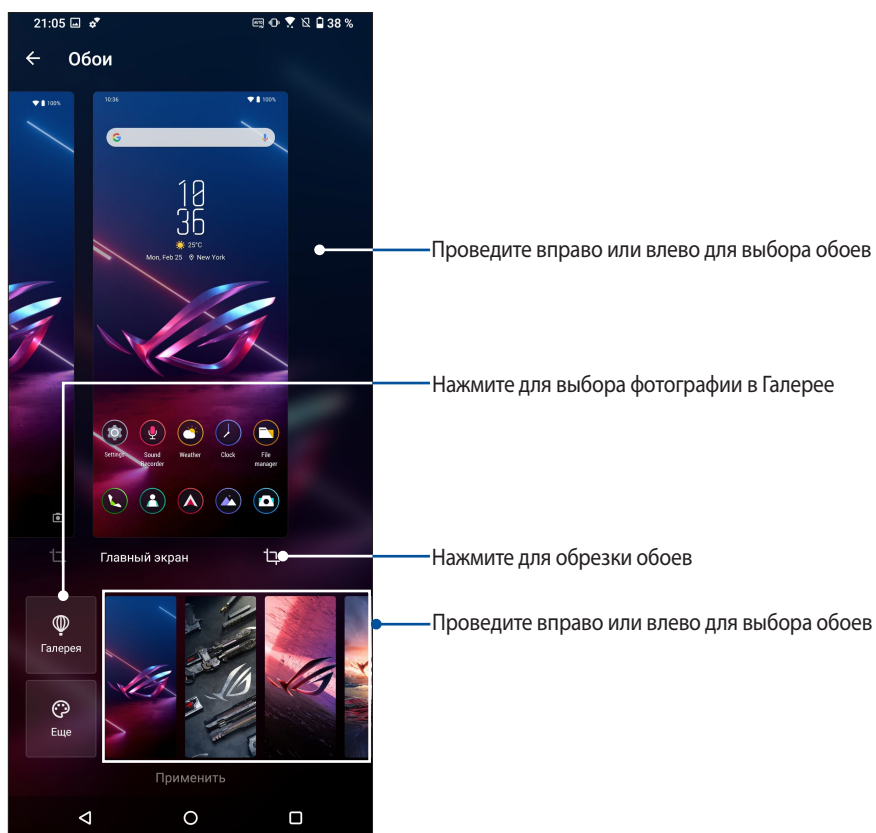 21:05 38 %
Обои
100%
10:36 100%
G
10
36
25°C
Mon, Feb 25 New York
Проведите вправо или влево для выбора обоев
Нажмите для выбора фотографии в Галерее
Settings Sound Recorder Weather Clock File manager
Главный экран
Нажмите для обрезки обоев
Проведите вправо или влево для выбора обоев
Галерея
Еще
Применить